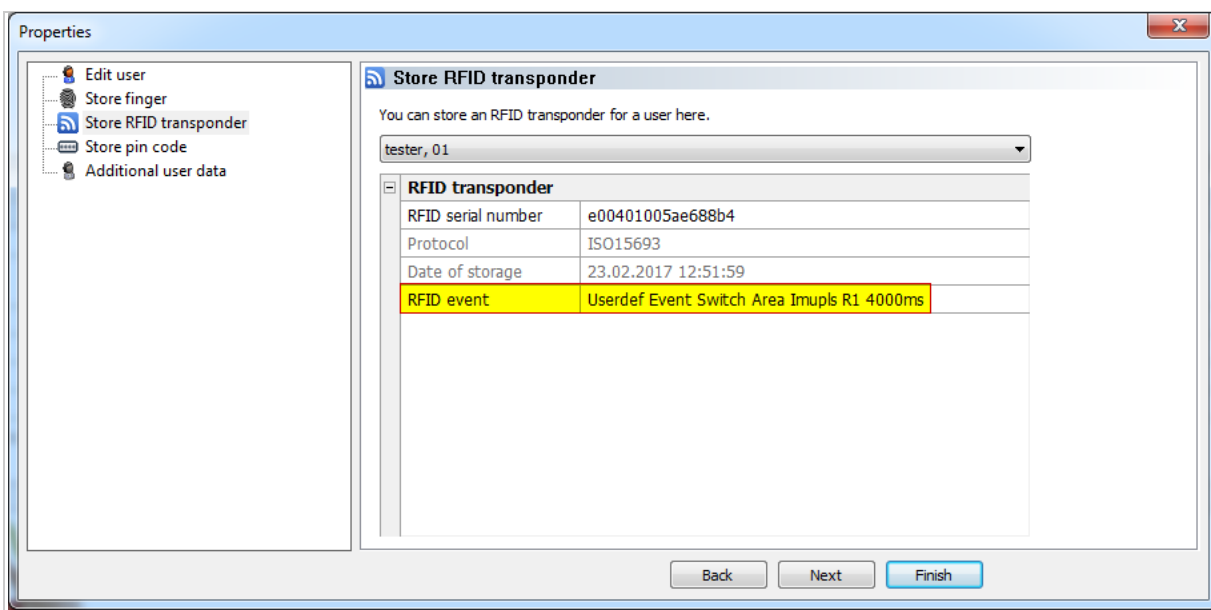 Properties
Edit user
Store finger
Store RFID transponder
Store pin code
Additional user data
Store RFID transponder
You can store an RFID transponder for a user here.
tester, 01
RFID transponder
RFID serial number e00401005ae688b4
Protocol ISO15693
Date of storage 23.02.2017 12:51:59
RFID event Userdef Event Switch Area Imupls R1 4000ms
Back Next Finish